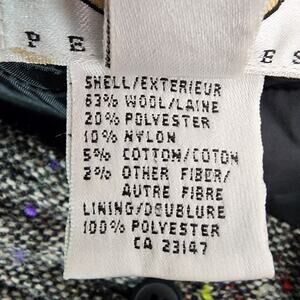 P E
E S
SHELL/EXTERIEUR
63% WOOL/LAINE
20% POLYESTER
10% NYLON
5% COTTON/COTON
2% OTHER FIBER/
AUTRE FIBRE
LINING/DOUBLURE
100% POLYESTER
CA 23147